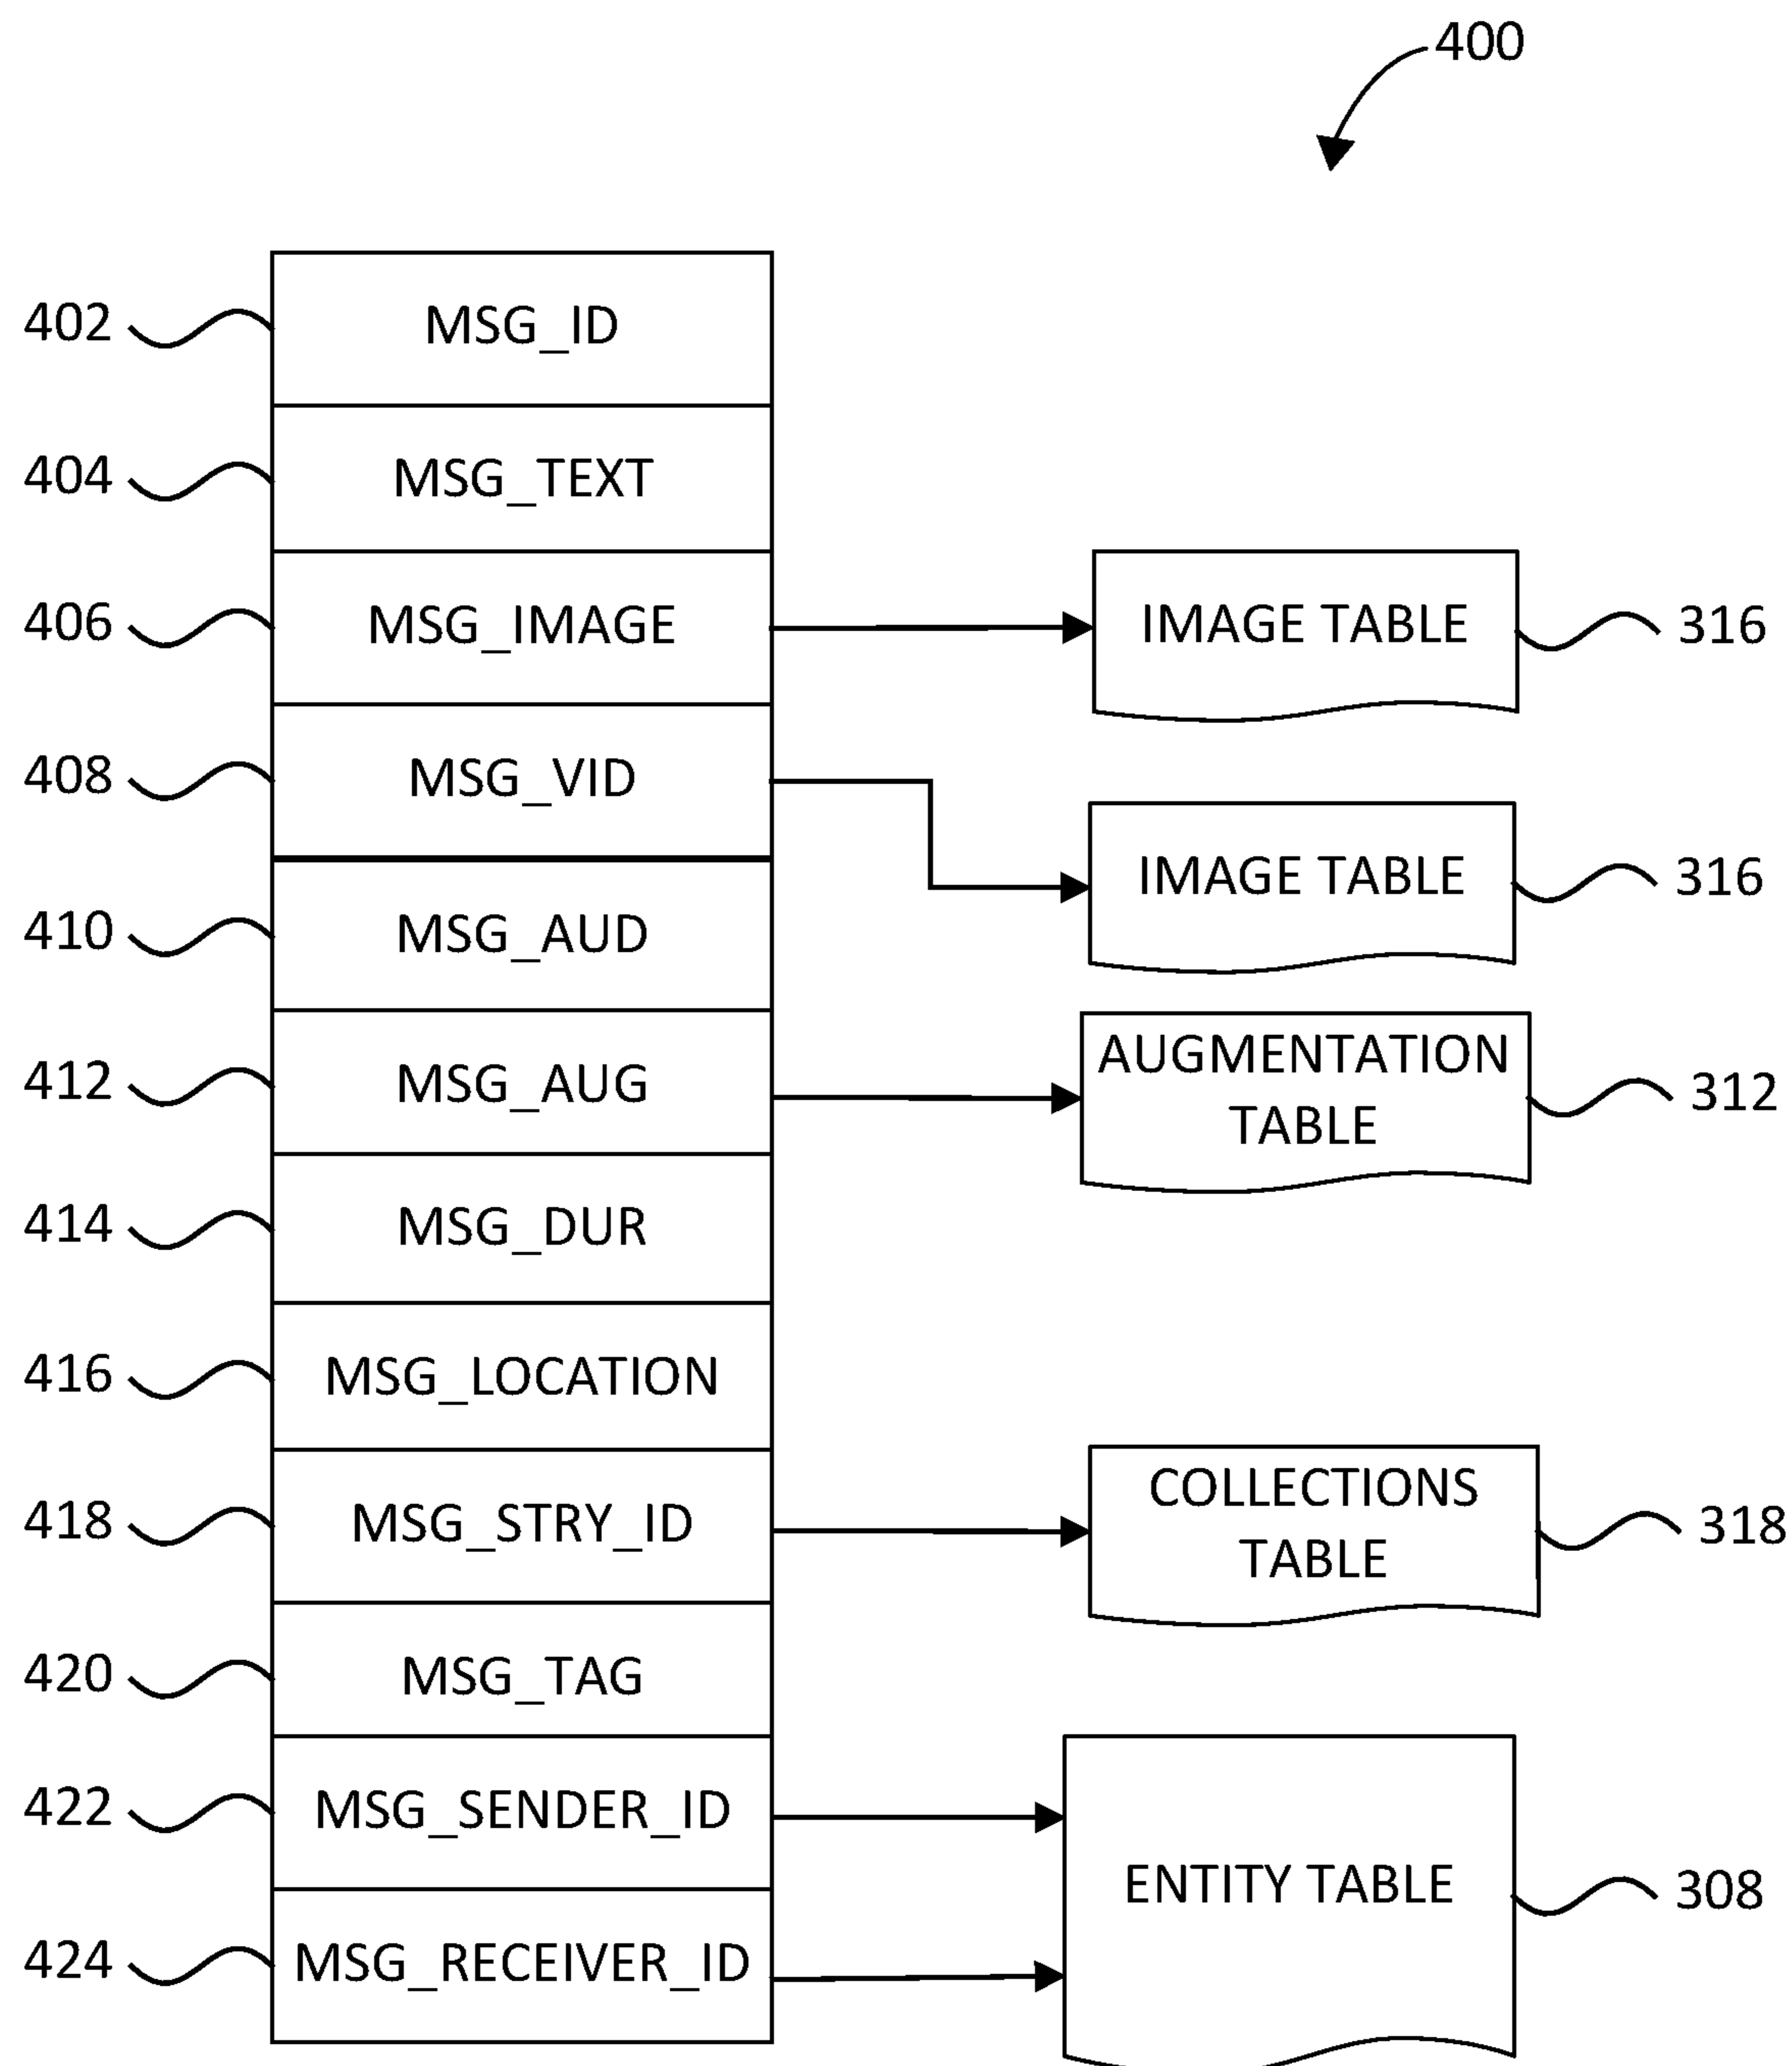 400
402 MSG_ID
404 MSG_TEXT
406 MSG_IMAGE IMAGE TABLE 316
408 MSG_VID
IMAGE TABLE 316
410 MSG_AUD
412 MSG_AUG AUGMENTATION TABLE 312
414 MSG_DUR
416 MSG_LOCATION
418 MSG_STRY_ID COLLECTIONS TABLE 318
420 MSG_TAG
422 MSG_SENDER_ID
ENTITY TABLE 308
424 MSG_RECEIVER_ID